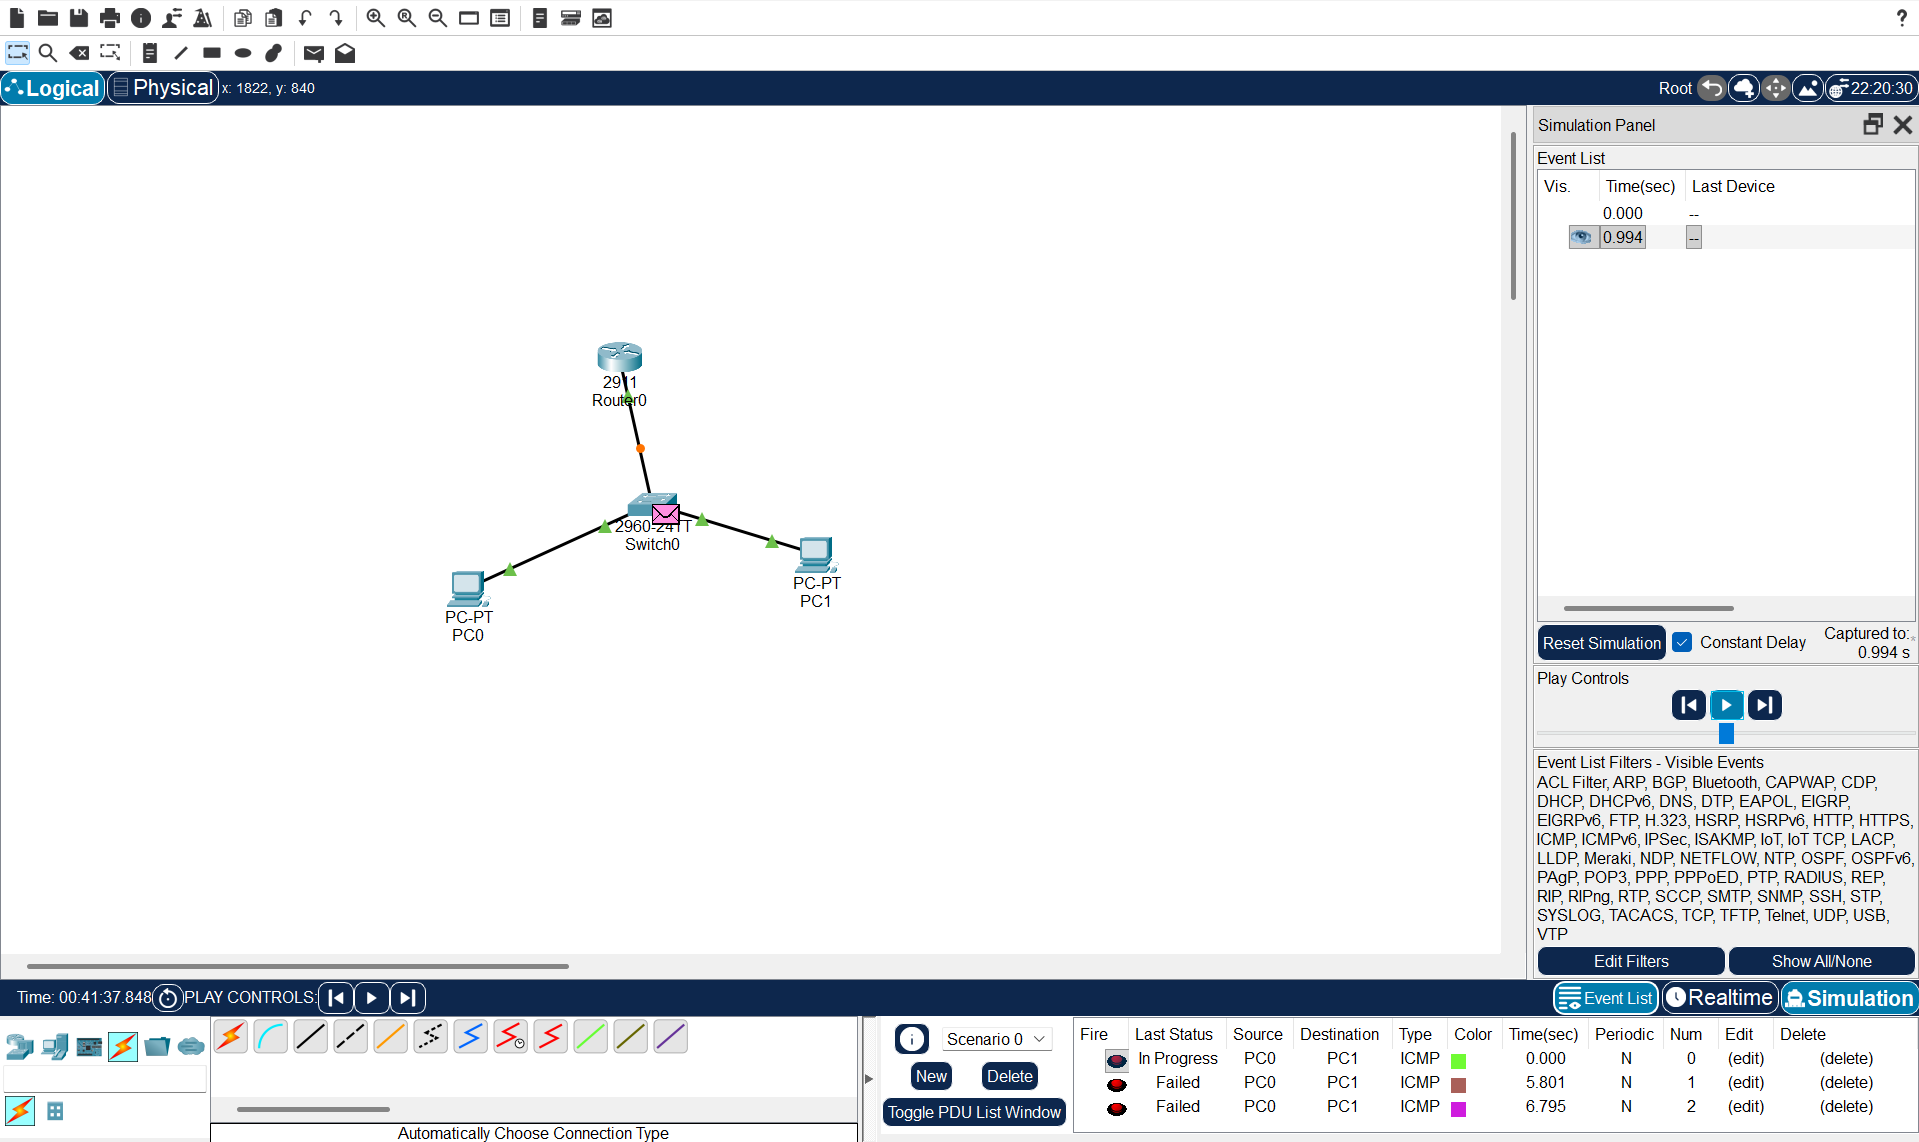 ?
Logical
Physical
x: 1822, y: 840
Root
22:20:30
Simulation Panel
Event List
Vis. Time(sec) Last Device
0.000 --
0.994 --
2911
Router0
2960-24TT
Switch0
PC-PT
PC1
PC-PT
PC0
Reset Simulation
Constant Delay
Captured to:*
0.994 s
Play Controls
Event List Filters - Visible Events
ACL Filter, ARP, BGP, Bluetooth, CAPWAP, CDP,
DHCP, DHCPv6, DNS, DTP, EAPOL, EIGRP,
EIGRPv6, FTP, H.323, HSRP, HSRPv6, HTTP, HTTPS,
ICMP, ICMPv6, IPSec, ISAKMP, IoT, IoT TCP, LACP,
LLDP, Meraki, NDP, NETFLOW, NTP, OSPF, OSPFv6,
PAgP, POP3, PPP, PPPoED, PTP, RADIUS, REP,
RIP, RIPng, RTP, SCCP, SMTP, SNMP, SSH, STP,
SYSLOG, TACACS, TCP, TFTP, Telnet, UDP, USB,
VTP
Edit Filters
Show All/None
Time: 00:41:37.848
PLAY CONTROLS:
Event List
Realtime
Simulation
Scenario 0
New
Delete
Toggle PDU List Window
Automatically Choose Connection Type
Fire Last Status Source Destination Type Color Time(sec) Periodic Num Edit Delete
In Progress PC0 PC1 ICMP 0.000 N 0 (edit) (delete)
Failed PC0 PC1 ICMP 5.801 N 1 (edit) (delete)
Failed PC0 PC1 ICMP 6.795 N 2 (edit) (delete)